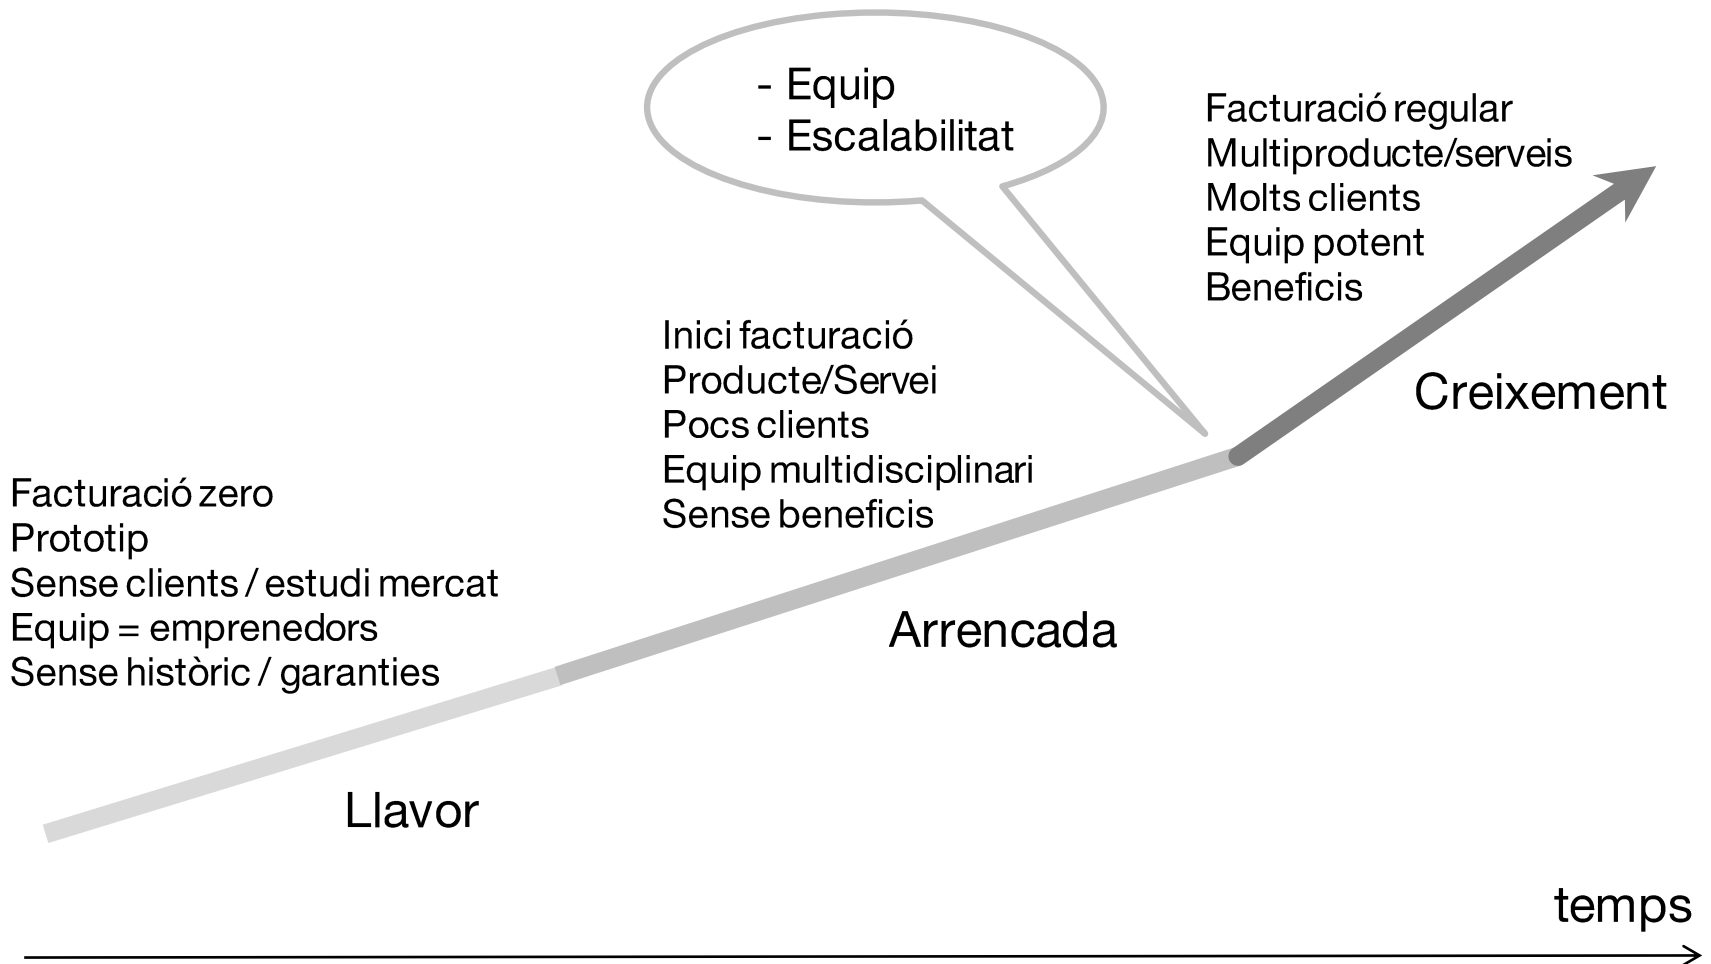 - Equip
- Escalabilitat
Facturació regular
Multiproducte/serveis
Molts clients
Equip potent
Beneficis
Inici facturació
Producte/Servei
Pocs clients
Equip multidisciplinari
Sense beneficis
Creixement
Facturació zero
Prototip
Sense clients / estudi mercat
Equip = emprenedors
Sense històric / garanties
Arrencada
Llavor
temps